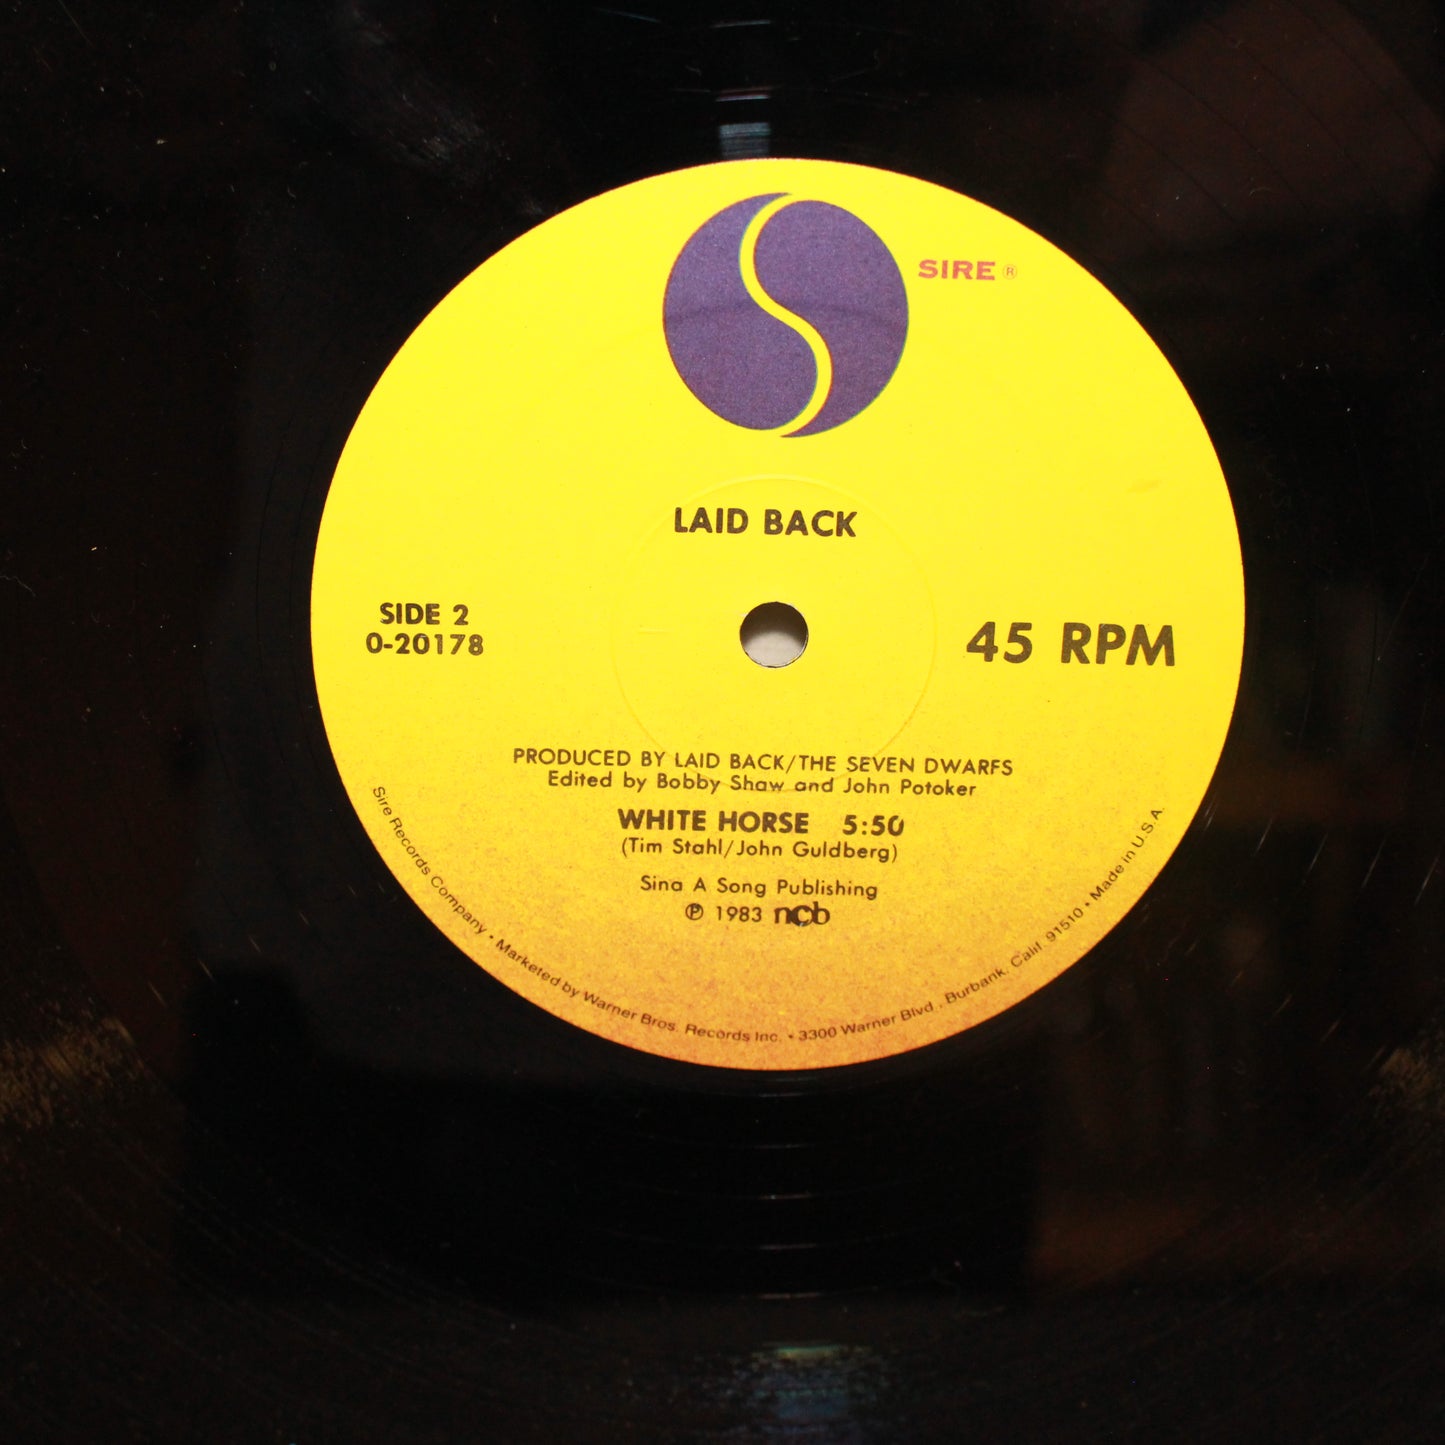 SIRE ®
LAID BACK
SIDE 2
0-20178
45 RPM
PRODUCED BY LAID BACK/THE SEVEN DWARFS
Edited by Bobby Shaw and John Potoker
WHITE HORSE 5:50
(Tim Stahl/John Guldberg)
Sing A Song Publishing
℗ 1983 ncb
Sire Records Company • Marketed by Warner Bros. Records Inc. • 3300 Warner Blvd., Burbank, Calif. 91510 • Made in U.S.A.